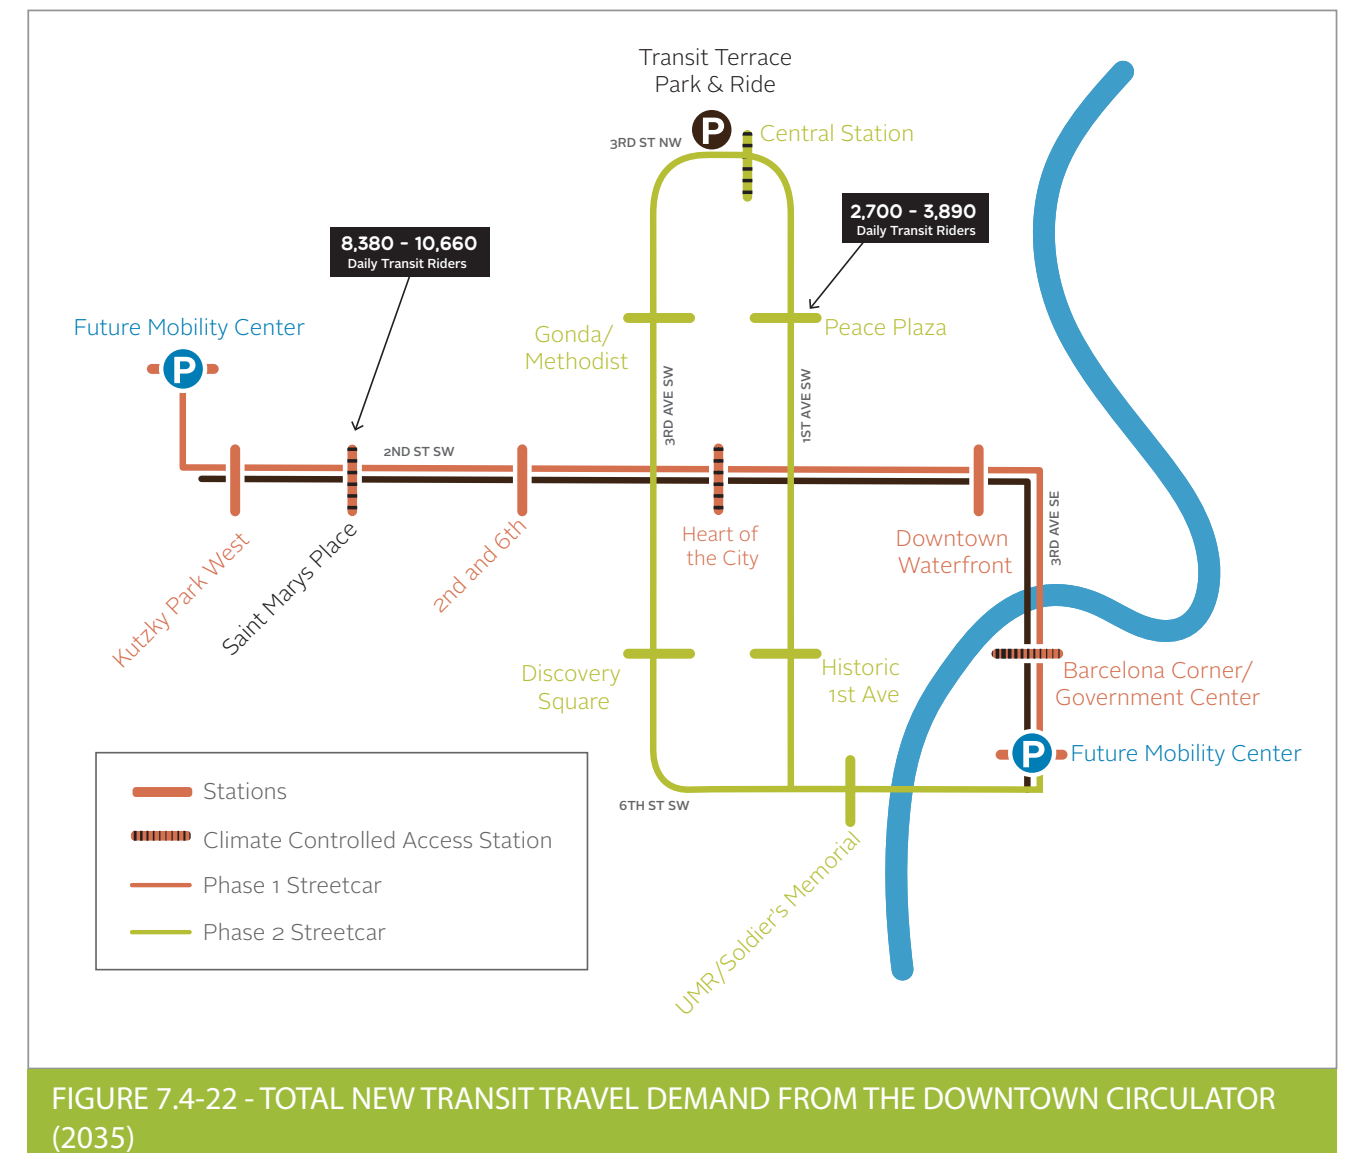 Transit Terrace
Park & Ride
P
Central Station
3RD ST NW
2,700 - 3,890
Daily Transit Riders
8,380 - 10,660
Daily Transit Riders
Future Mobility Center
P
Gonda/
Methodist
Peace Plaza
3RD AVE SW
1ST AVE SW
2ND ST SW
Kutzky Park West
Saint Marys Place
2nd and 6th
Heart of
the City
Downtown
Waterfront
3RD AVE SE
Discovery
Square
Historic
1st Ave
Barcelona Corner/
Government Center
P
Future Mobility Center
6TH ST SW
UMR/Soldier's Memorial
Stations
Climate Controlled Access Station
Phase 1 Streetcar
Phase 2 Streetcar
FIGURE 7.4-22 - TOTAL NEW TRANSIT TRAVEL DEMAND FROM THE DOWNTOWN CIRCULATOR
(2035)